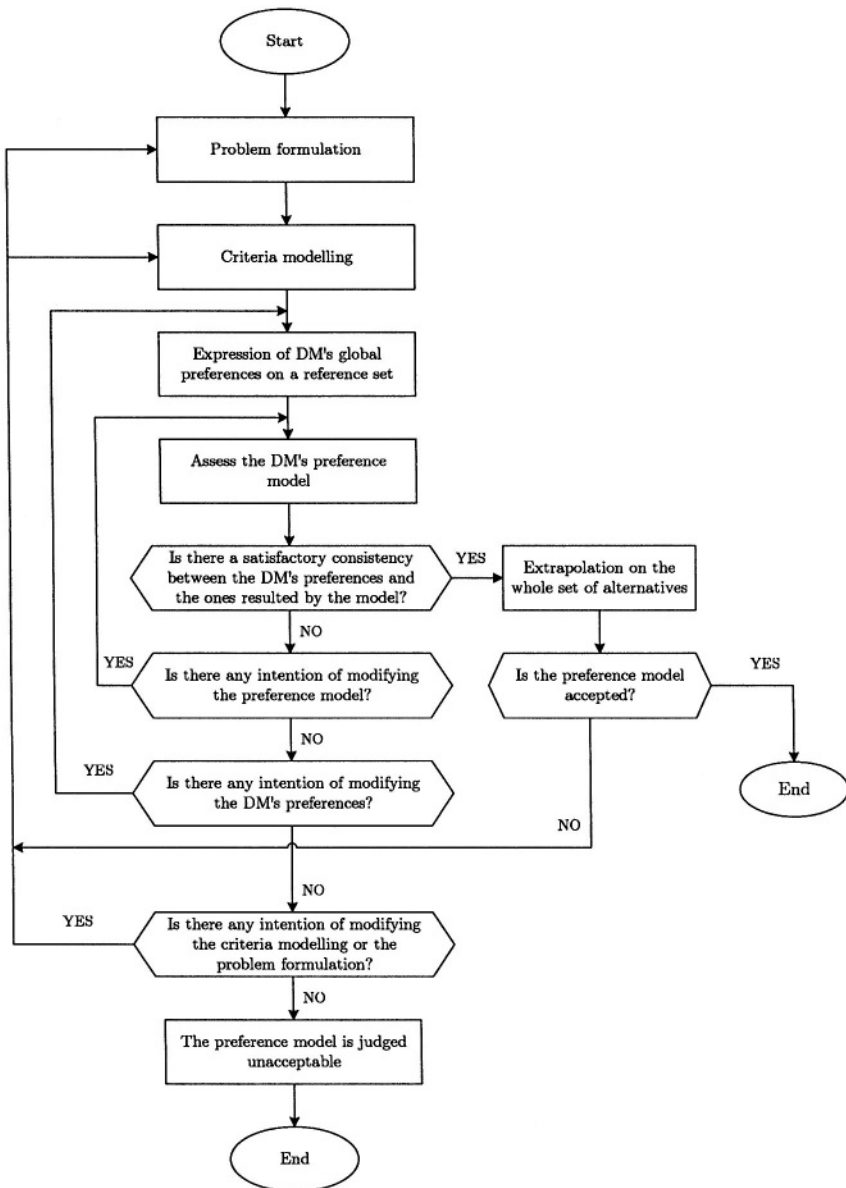 Start
Problem formulation
Criteria modelling
Expression of DM's global
preferences on a reference set
Assess the DM's preference
model
Is there a satisfactory consistency
between the DM's preferences and
the ones resulted by the model?
YES
Extrapolation on the
whole set of alternatives
NO
YES
Is there any intention of modifying
the preference model?
Is the preference model
accepted?
YES
NO
YES
Is there any intention of modifying
the DM's preferences?
End
NO
NO
YES
Is there any intention of modifying
the criteria modelling or the
problem formulation?
NO
The preference model is judged
unacceptable
End